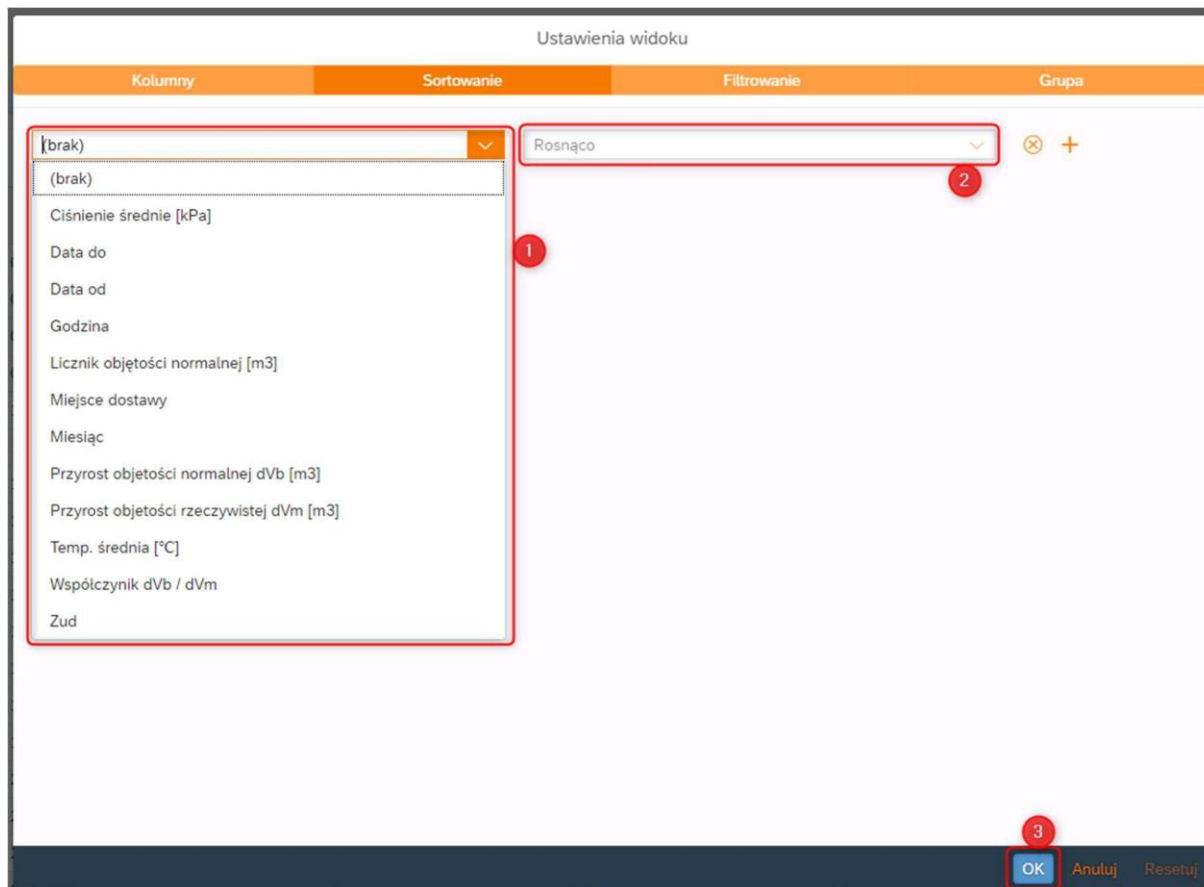 Ustawienia widoku
Kolumny Sortowanie Filtrowanie Grupa
(brak) Rosnąco
2
(brak)
Ciśnienie średnie [kPa]
1
Data do
Data od
Godzina
Licznik objętości normalnej [m3]
Miejsce dostawy
Miesiąc
Przyrost objetości normalnej dVb [m3]
Przyrost objetości rzeczywistej dVm [m3]
Temp. średnia [°C]
Współczynik dVb / dVm
Zud
3
OK Anuluj Resetuj